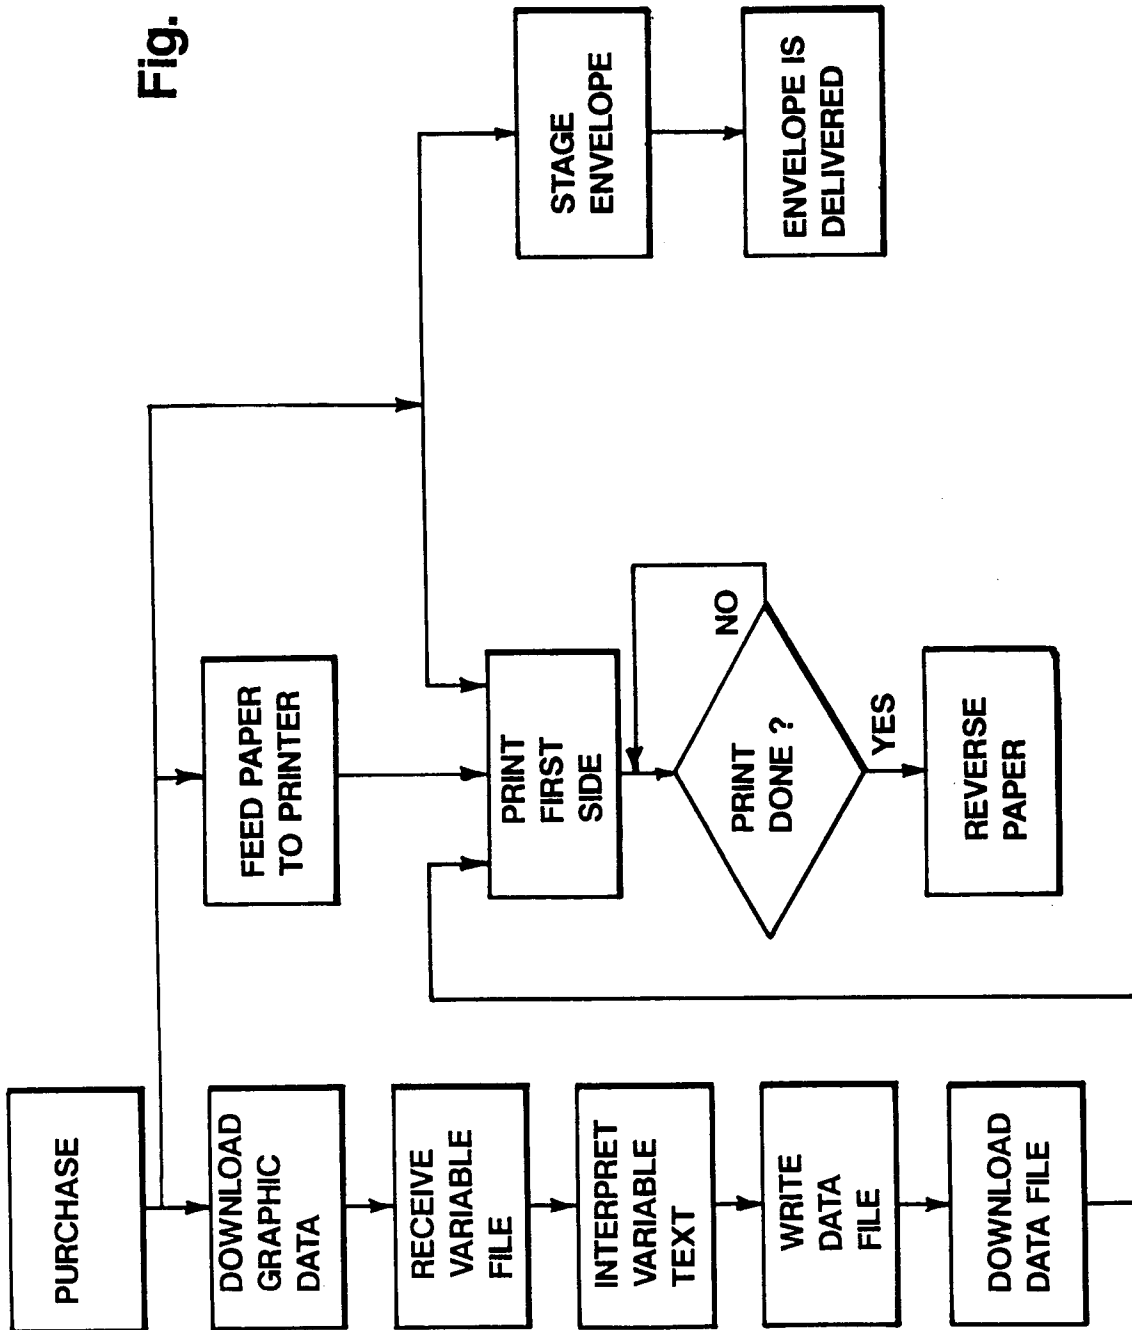 Fig.
PURCHASE
DOWNLOAD
GRAPHIC
DATA
RECEIVE
VARIABLE
FILE
INTERPRET
VARIABLE
TEXT
WRITE
DATA
FILE
DOWNLOAD
DATA FILE
FEED PAPER
TO PRINTER
PRINT
FIRST
SIDE
PRINT
DONE ?
NO
YES
REVERSE
PAPER
STAGE
ENVELOPE
ENVELOPE IS
DELIVERED